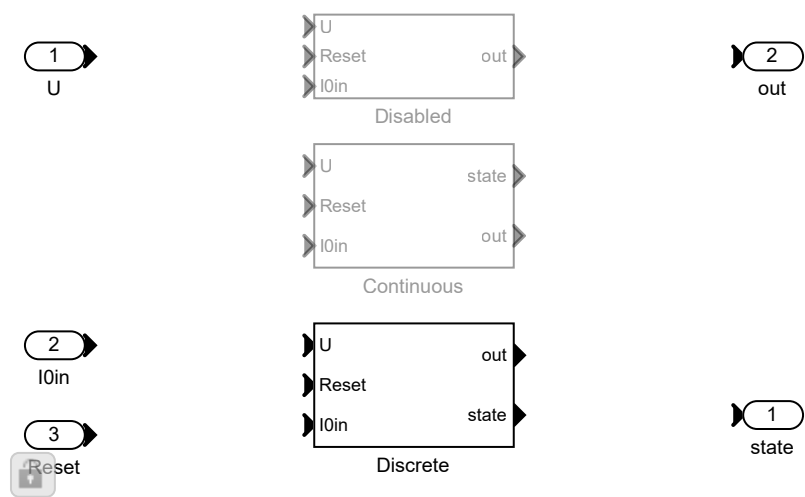 1
U
U
Reset
I0in
out
Disabled
2
out
U
Reset
I0in
state
out
Continuous
2
I0in
3
Reset
U
Reset
I0in
out
state
Discrete
1
state